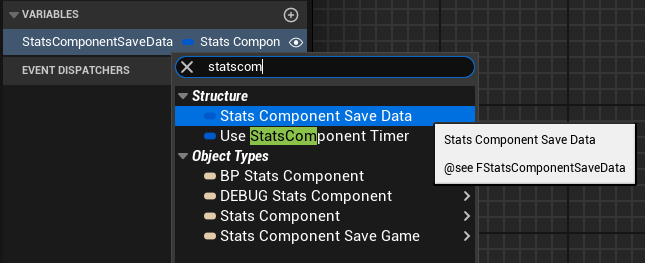 VARIABLES
StatsComponentSaveData Stats Compon
EVENT DISPATCHERS
statscom
Structure
Stats Component Save Data
Use StatsComponent Timer
Stats Component Save Data
@see FStatsComponentSaveData
Object Types
BP Stats Component
DEBUG Stats Component
Stats Component
Stats Component Save Game